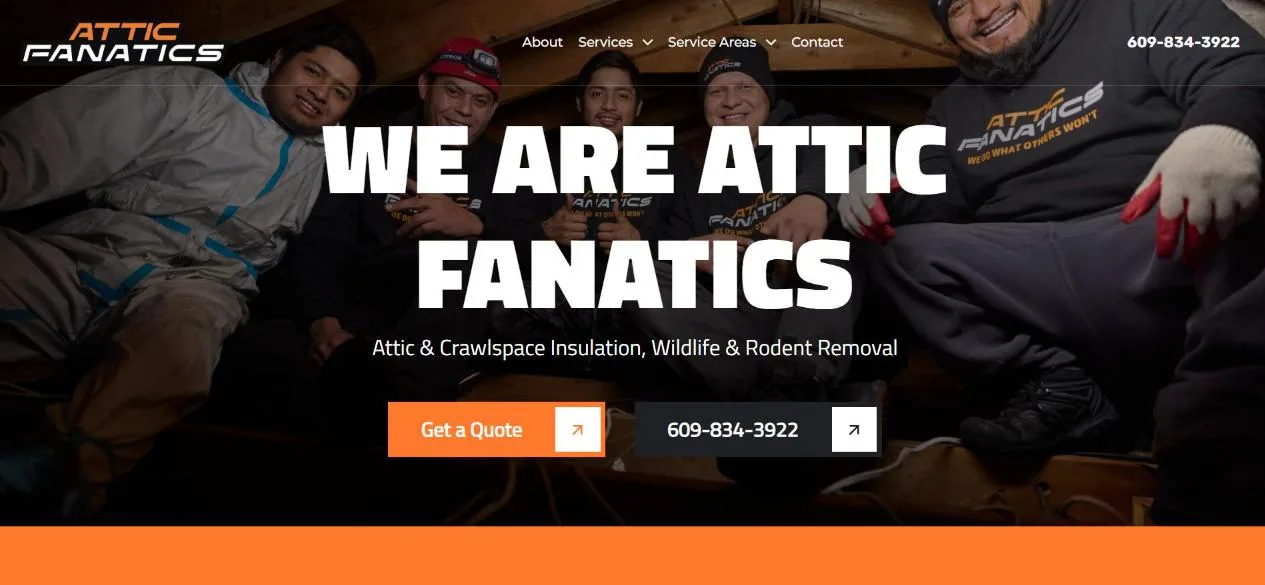 ATTIC
FANATICS
About
Services
Service Areas
Contact
609-834-3922
ATTIC
FANATICS
WE DO WHAT OTHERS WON'T
WE ARE ATTIC
FANATICS
Attic & Crawlspace Insulation, Wildlife & Rodent Removal
Get a Quote
609-834-3922